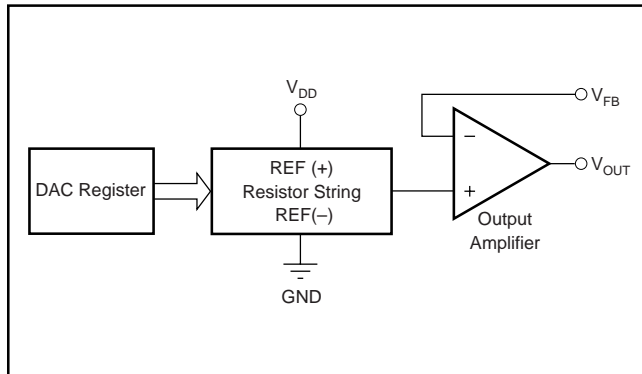 V_DD
V_FB
DAC Register
REF (+)
Resistor String
REF(–)
–
+
V_OUT
Output
Amplifier
GND